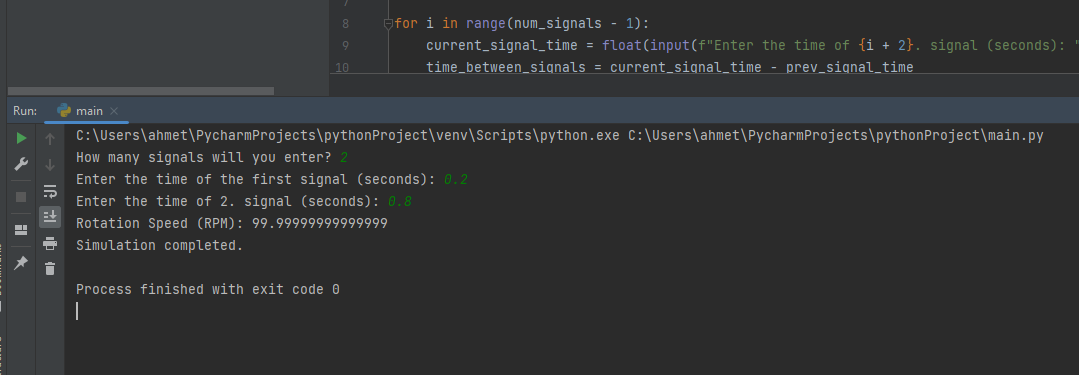 7
8 for i in range(num_signals - 1):
9 current_signal_time = float(input(f"Enter the time of {i + 2}. signal (seconds): "
10 time_between_signals = current_signal_time - prev_signal_time
Run: main
C:\Users\ahmet\PycharmProjects\pythonProject\venv\Scripts\python.exe C:\Users\ahmet\PycharmProjects\pythonProject\main.py
How many signals will you enter? 2
Enter the time of the first signal (seconds): 0.2
Enter the time of 2. signal (seconds): 0.8
Rotation Speed (RPM): 99.99999999999999
Simulation completed.
Process finished with exit code 0